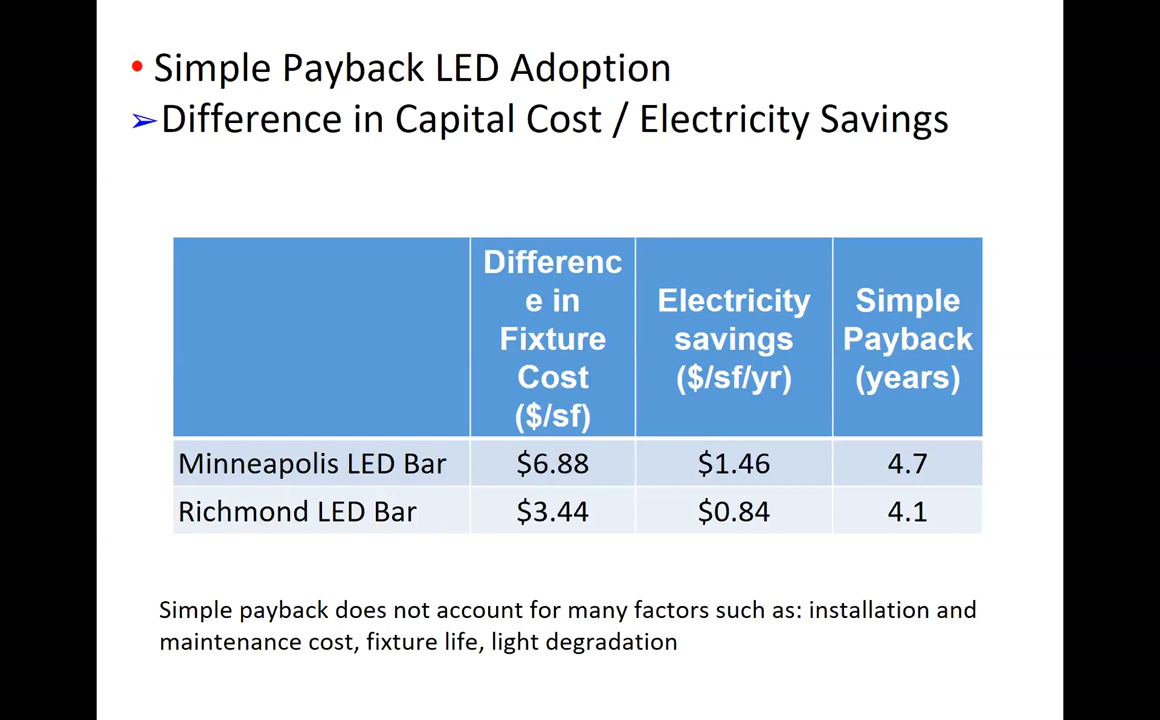 • Simple Payback LED Adoption
➢Difference in Capital Cost / Electricity Savings
Differenc
e in
Fixture
Cost
($/sf)
Electricity
savings
($/sf/yr)
Simple
Payback
(years)
Minneapolis LED Bar $6.88 $1.46 4.7
Richmond LED Bar $3.44 $0.84 4.1
Simple payback does not account for many factors such as: installation and
maintenance cost, fixture life, light degradation